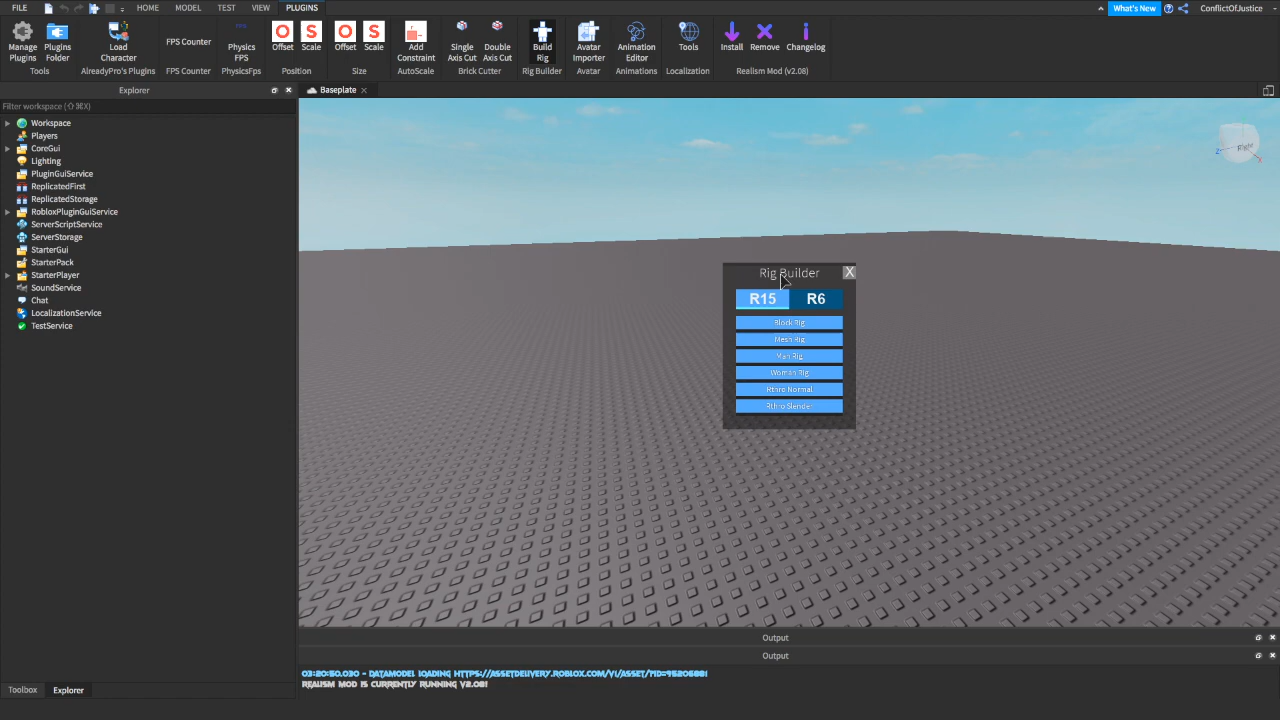 FILE HOME MODEL TEST VIEW PLUGINS What's New ConflictOfJustice
Manage Plugins
Plugins Folder
Tools
Load Character
AlreadyPro's Plugins
FPS Counter
FPS Counter
Physics FPS
PhysicsFps
Offset Scale
Position
Offset Scale
Size
Add Constraint
AutoScale
Single Axis Cut
Double Axis Cut
Brick Cutter
Build Rig
Rig Builder
Avatar Importer
Avatar
Animation Editor
Animations
Tools
Localization
Install Remove Changelog
Realism Mod (v2.08)
Explorer
Baseplate
Filter workspace (⇧⌘X)
Workspace
Players
CoreGui
Lighting
PluginGuiService
ReplicatedFirst
ReplicatedStorage
RobloxPluginGuiService
ServerScriptService
ServerStorage
StarterGui
StarterPack
StarterPlayer
SoundService
Chat
LocalizationService
TestService
Right
Rig Builder X
R15 R6
Block Rig
Mesh Rig
Man Rig
Woman Rig
Rthro Normal
Rthro Slender
Output
Output
REALISM MOD IS CURRENTLY RUNNING V2.08!
Toolbox Explorer